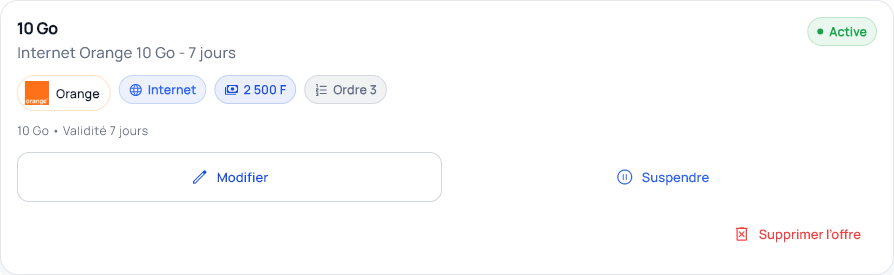 10 Go
Active
Internet Orange 10 Go - 7 jours
orange
Orange
Internet
2 500 F
Ordre 3
10 Go • Validité 7 jours
Modifier
Suspendre
Supprimer l'offre